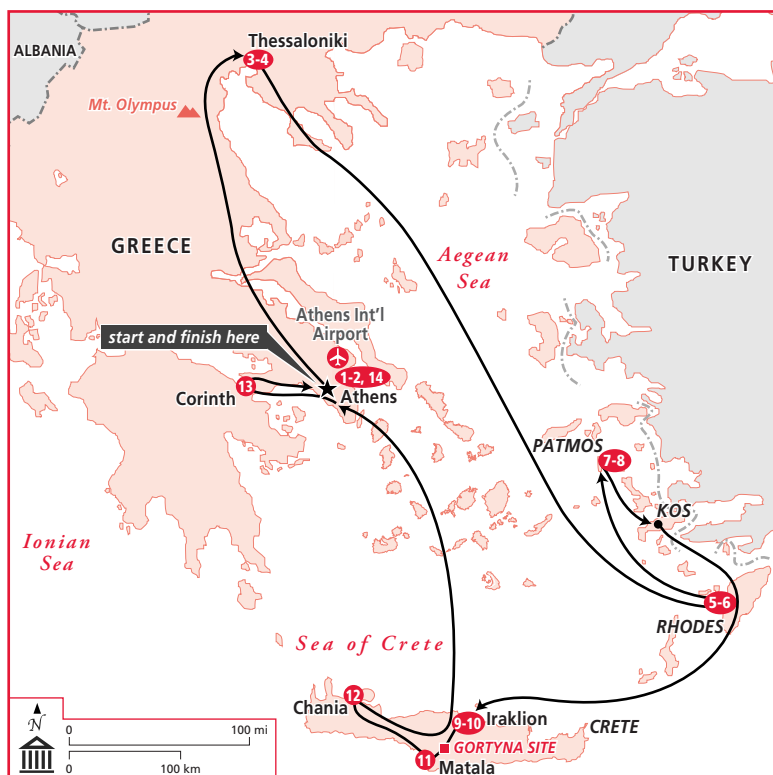 Thessaloniki
3-4
ALBANIA
Mt. Olympus
GREECE
Aegean
Sea
TURKEY
Athens Int'l
Airport
start and finish here
1-2, 14
Athens
13
Corinth
PATMOS
7-8
KOS
Ionian
Sea
5-6
RHODES
Sea of Crete
12
Chania
9-10
Iraklion
CRETE
GORTYNA SITE
11
Matala
N
0
100 mi
0
100 km